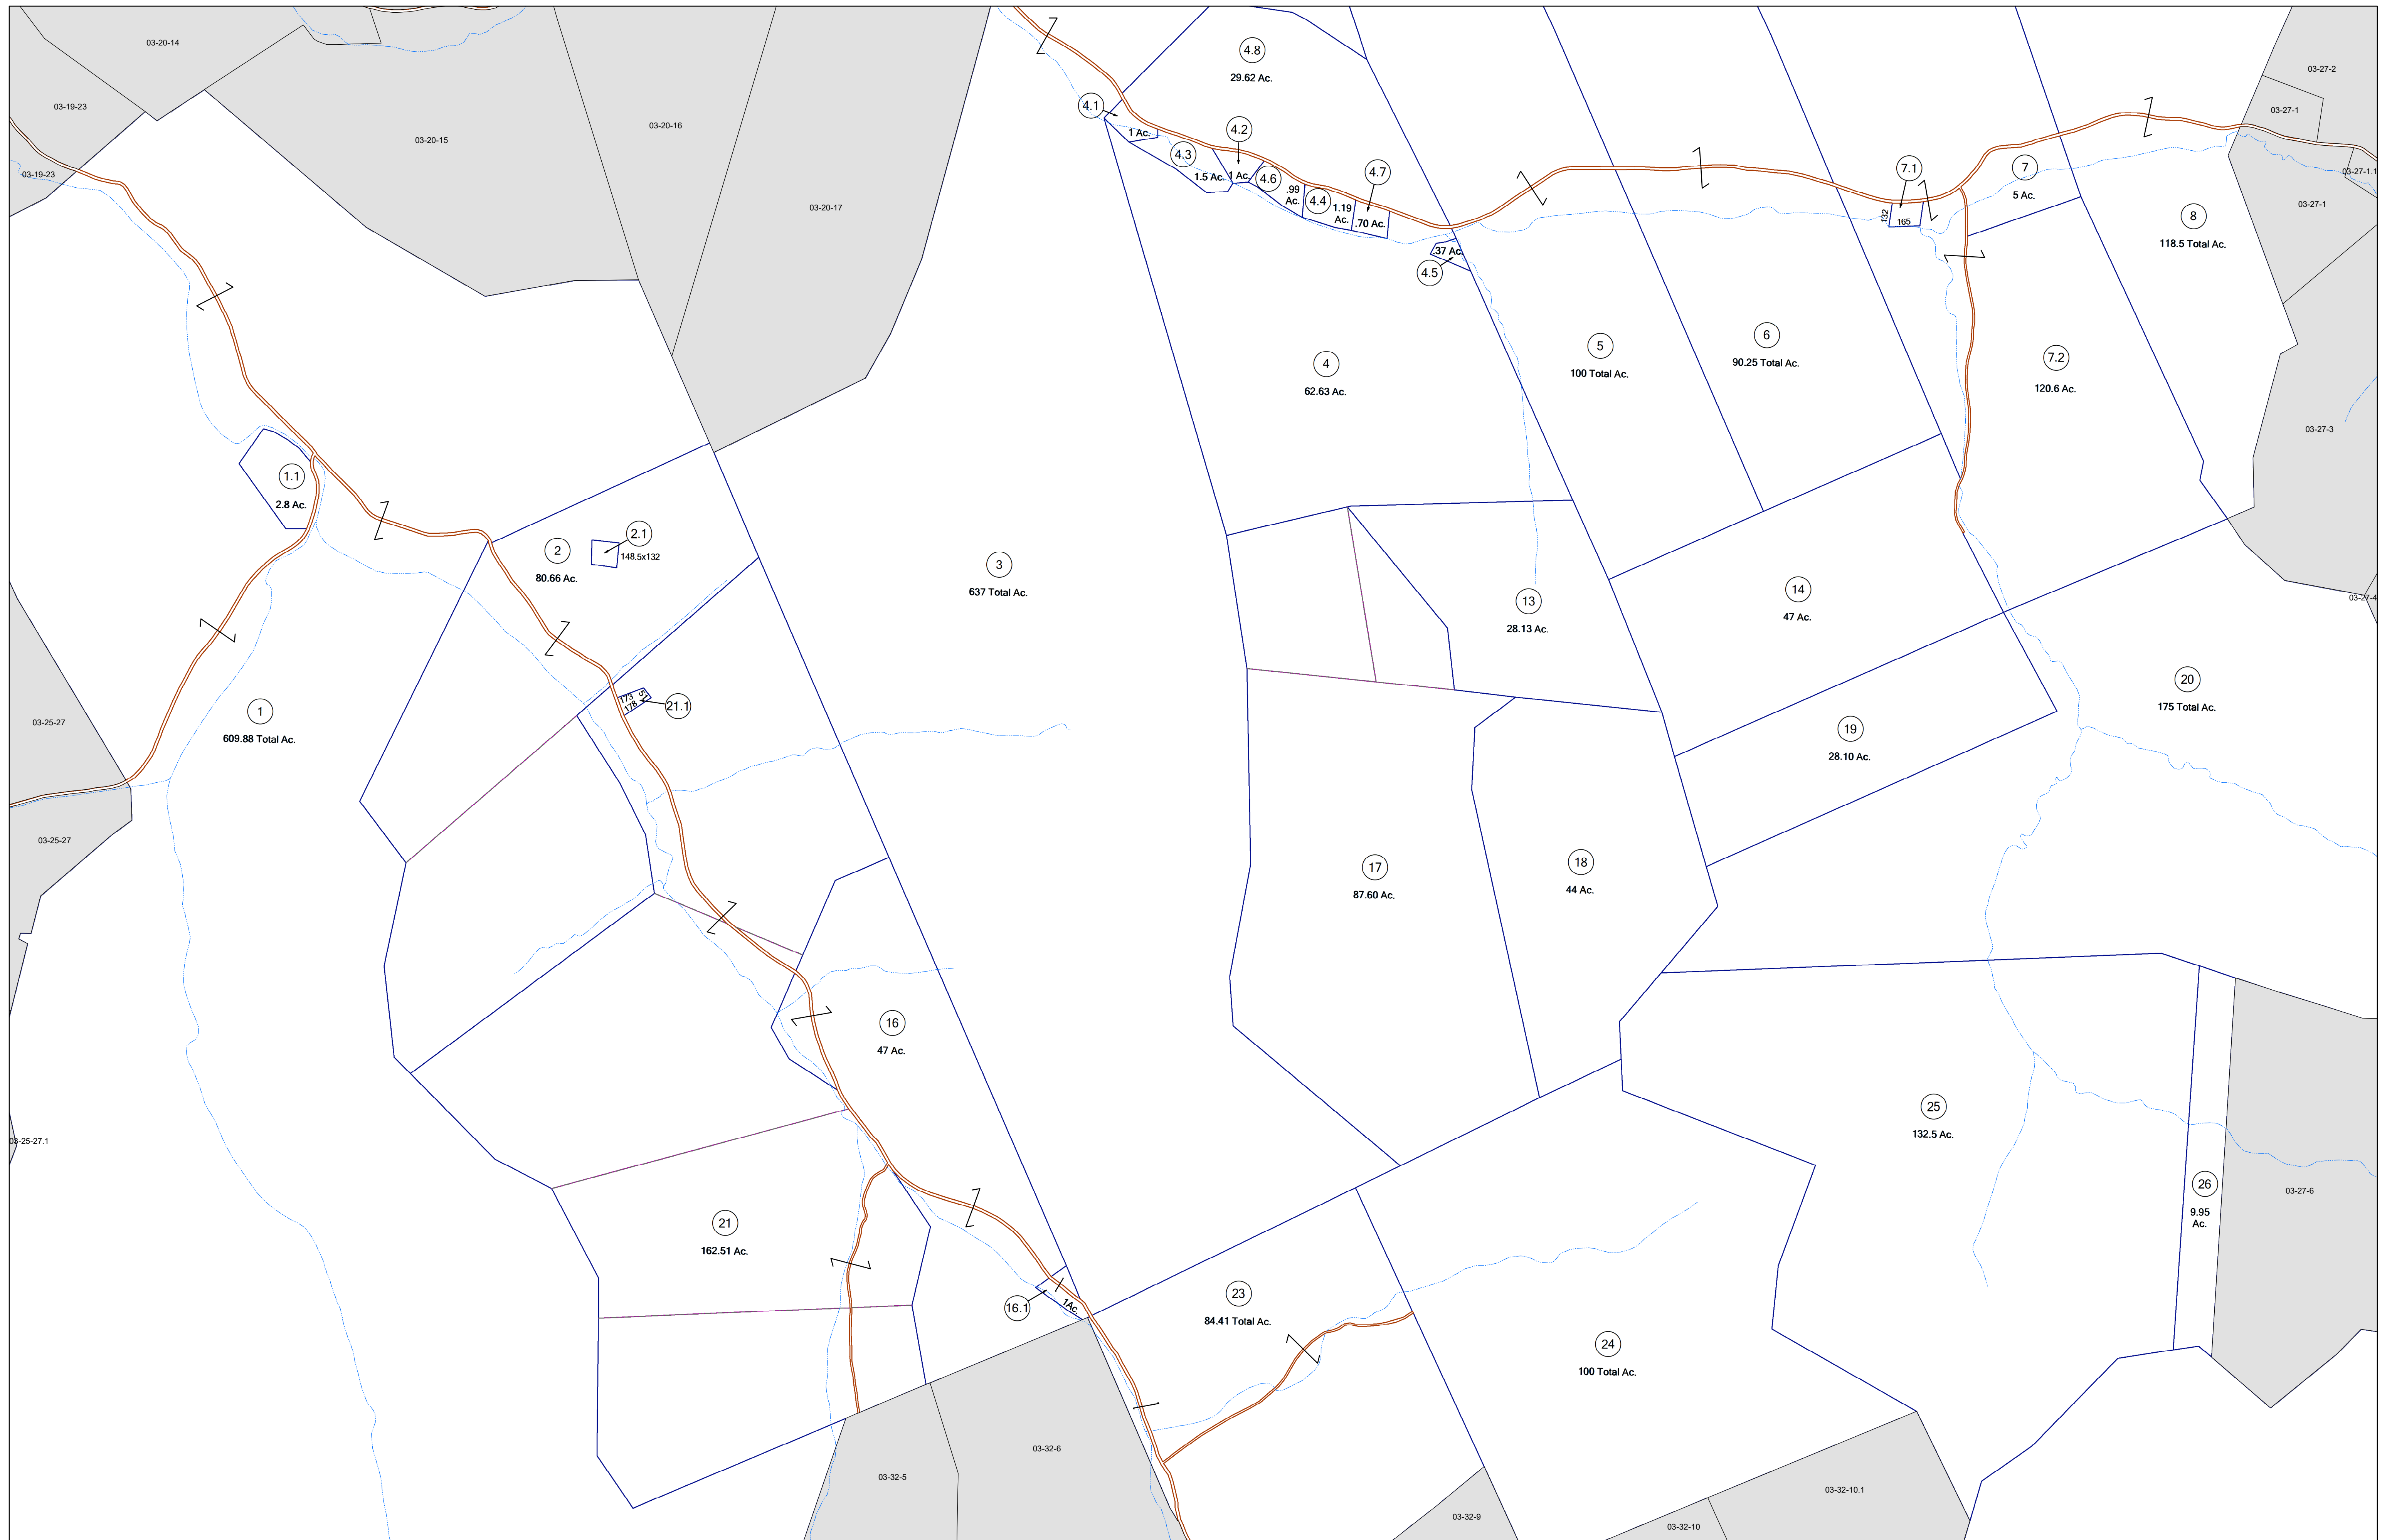 03-20-14
03-19-23
03-19-23
03-20-15
03-20-16
03-20-17
4.8
29.62 Ac.
4.1
1 Ac.
4.2
1 Ac.
4.3
1.5 Ac.
4.6
.99
Ac.
4.4
1.19
Ac.
4.7
.70 Ac.
.37 Ac.
4.5
7.1
132
165
7
5 Ac.
8
118.5 Total Ac.
03-27-2
03-27-1
03-27-1.1
03-27-1
03-27-3
03-27-4
4
62.63 Ac.
5
100 Total Ac.
6
90.25 Total Ac.
7.2
120.6 Ac.
1.1
2.8 Ac.
2
80.66 Ac.
2.1
148.5x132
3
637 Total Ac.
13
28.13 Ac.
14
47 Ac.
1
609.88 Total Ac.
173
51
178
21.1
20
175 Total Ac.
19
28.10 Ac.
03-25-27
03-25-27
03-25-27.1
17
87.60 Ac.
18
44 Ac.
16
47 Ac.
25
132.5 Ac.
26
9.95
Ac.
03-27-6
21
162.51 Ac.
16.1
1Ac.
23
84.41 Total Ac.
24
100 Total Ac.
03-32-5
03-32-6
03-32-9
03-32-10
03-32-10.1